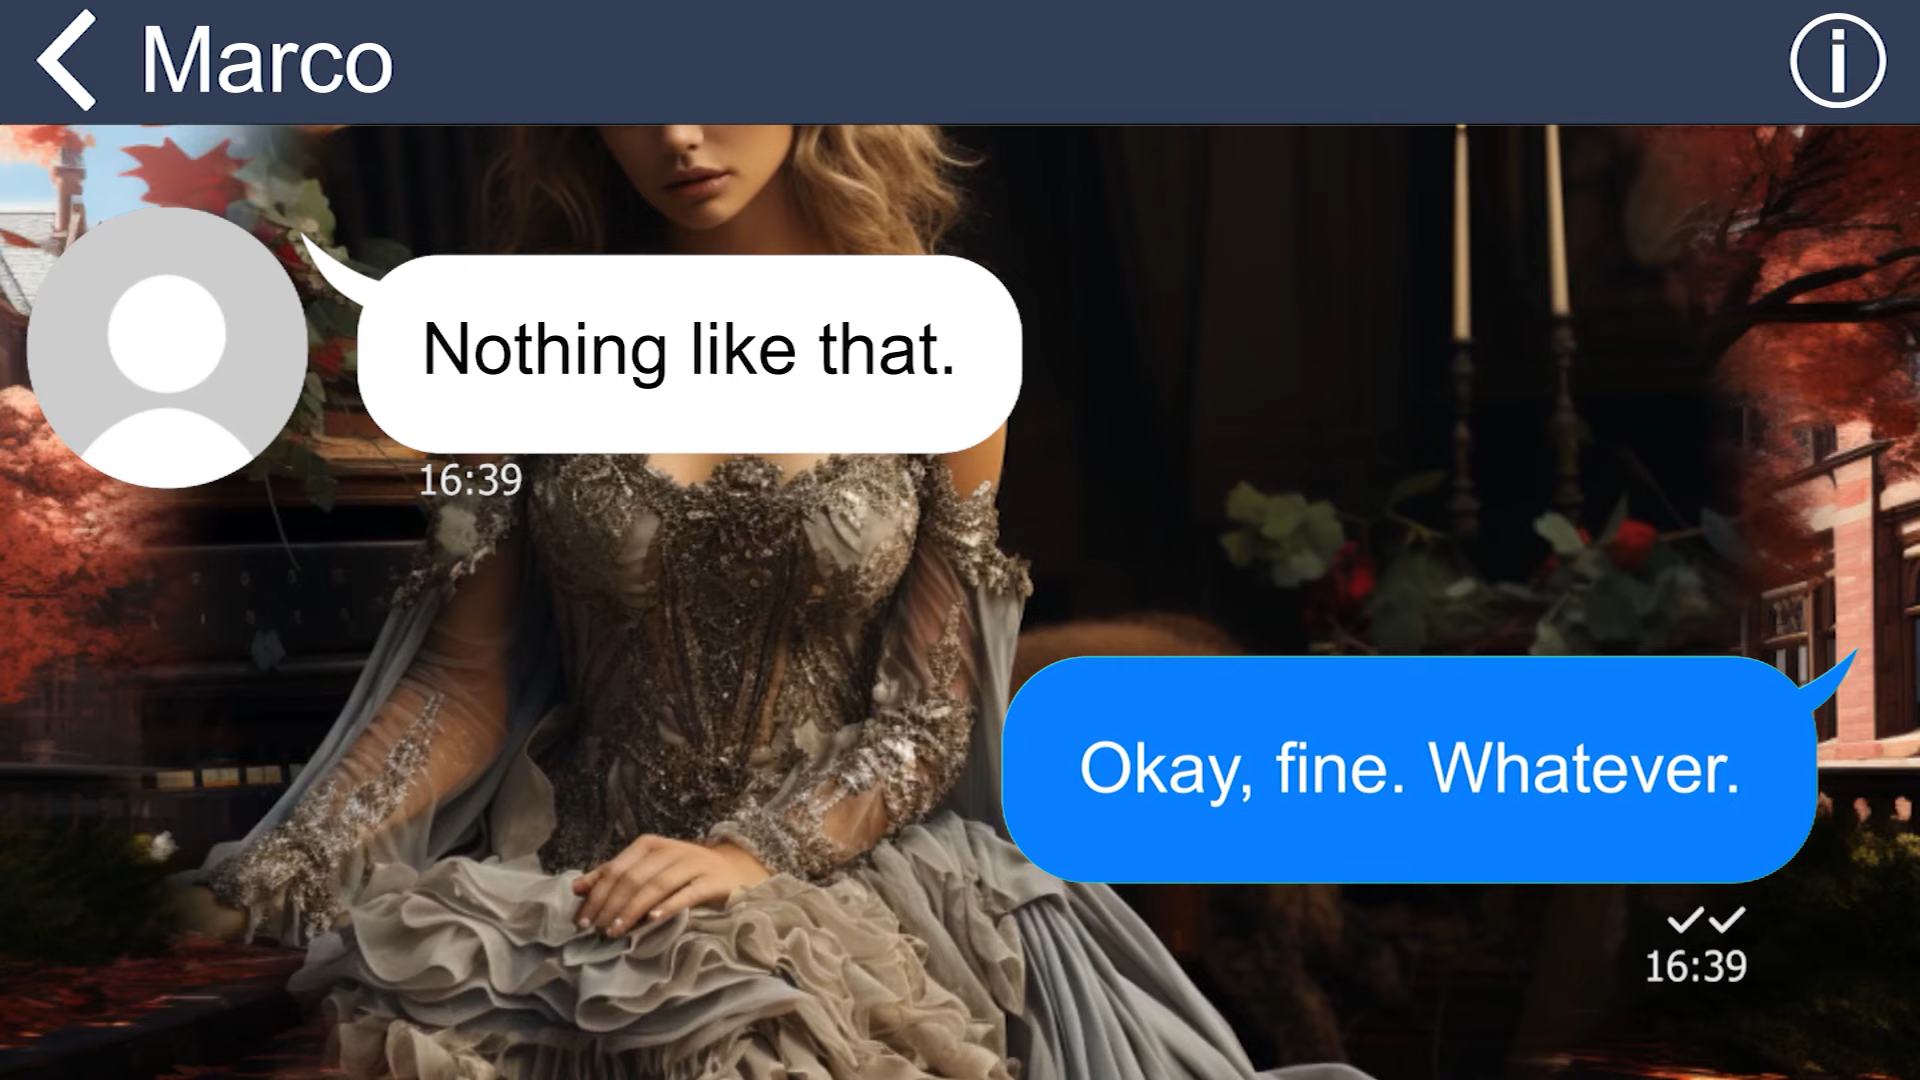 Marco
Nothing like that.
16:39
Okay, fine. Whatever.
16:39